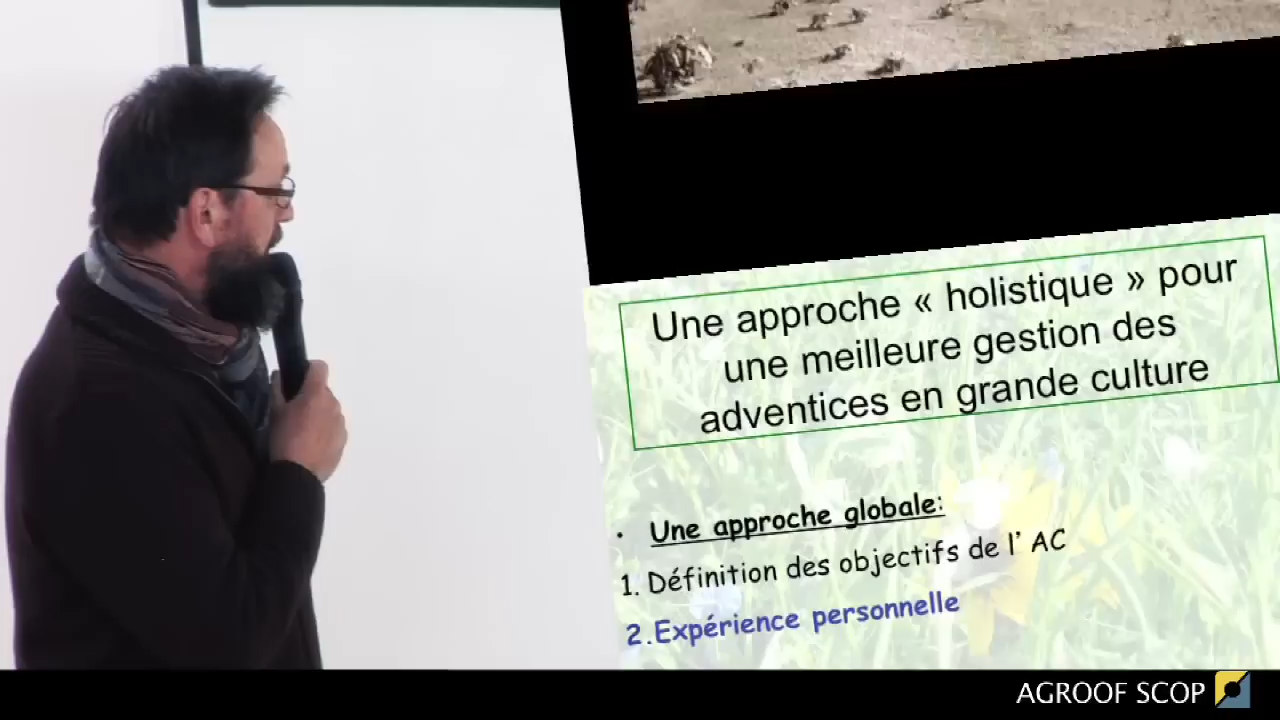 Une approche « holistique » pour
une meilleure gestion des
adventices en grande culture
• Une approche globale:
1. Définition des objectifs de l' AC
2. Expérience personnelle
AGROOF SCOP